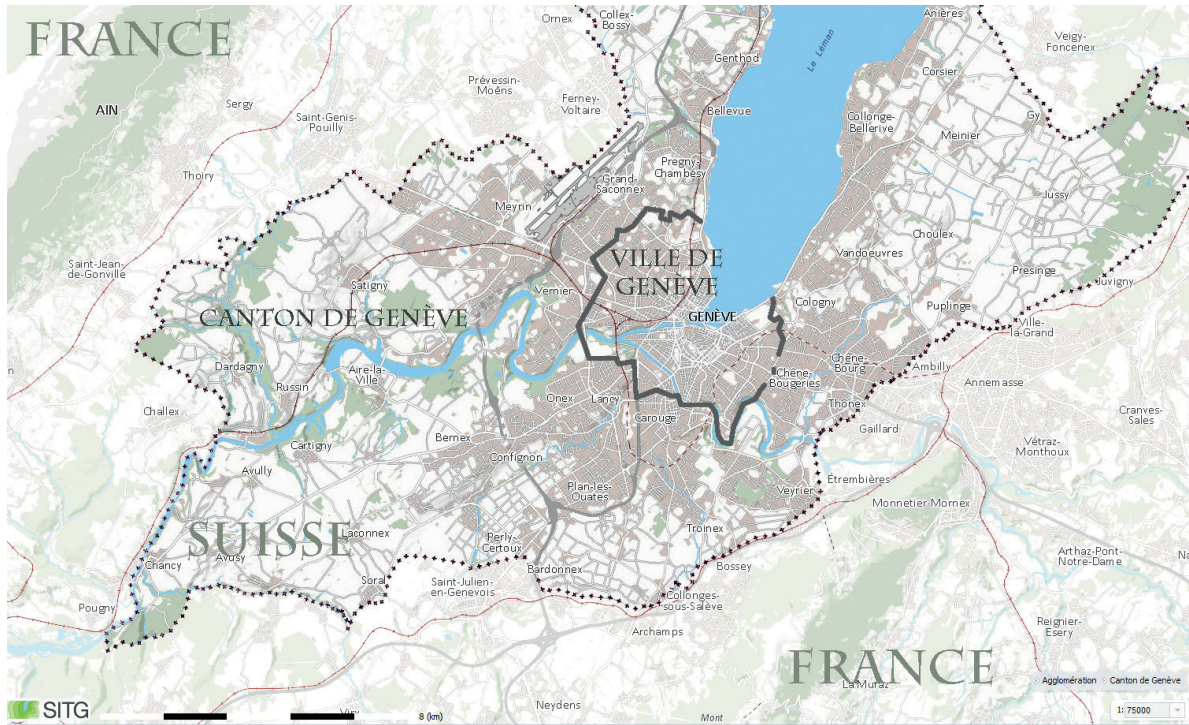 FRANCE
AIN
Ornex
Collex-
Bossy
Anières
Veigy-
Foncenex
Le Léman
Genthod
Corsier
Prévessin-
Moëns
Sergy
Ferney-
Voltaire
Saint-Genis-
Pouilly
Bellevue
Collonge-
Bellerive
Gy
Meinier
Thoiry
Pregny-
Chambésy
Grand-
Saconnex
Jussy
Meyrin
Choulex
Vandoeuvres
VILLE DE
GENÈVE
Saint-Jean-
de-Gonville
Presinge
Juvigny
Satigny
Vernier
Cologny
Puplinge
CANTON DE GENÈVE
GENÈVE
Ville-
la-Grand
Dardagny
Aire-la-
Ville
Russin
Chêne-
Bourg
Ambilly
Chêne-
Bougeries
Annemasse
Onex
Lancy
Thônex
Challex
Carouge
Cranves-
Sales
Gaillard
Cartigny
Bernex
Confignon
Vétraz-
Monthoux
Avully
Étrembières
Plan-les-
Ouates
Veyrier
Monnetier-Mornex
SUISSE
Laconnex
Troinex
Perly-
Certoux
Avusy
Arthaz-Pont-
Notre-Dame
Na
Chancy
Soral
Saint-Julien-
en-Genevois
Bardonnex
Bossey
Collonges-
sous-Salève
Pougny
Archamps
Reignier-
Esery
FRANCE
La Muraz
Agglomération
Canton de Genève
SITG
Viry
8 (km)
Neydens
Mont
1: 75000